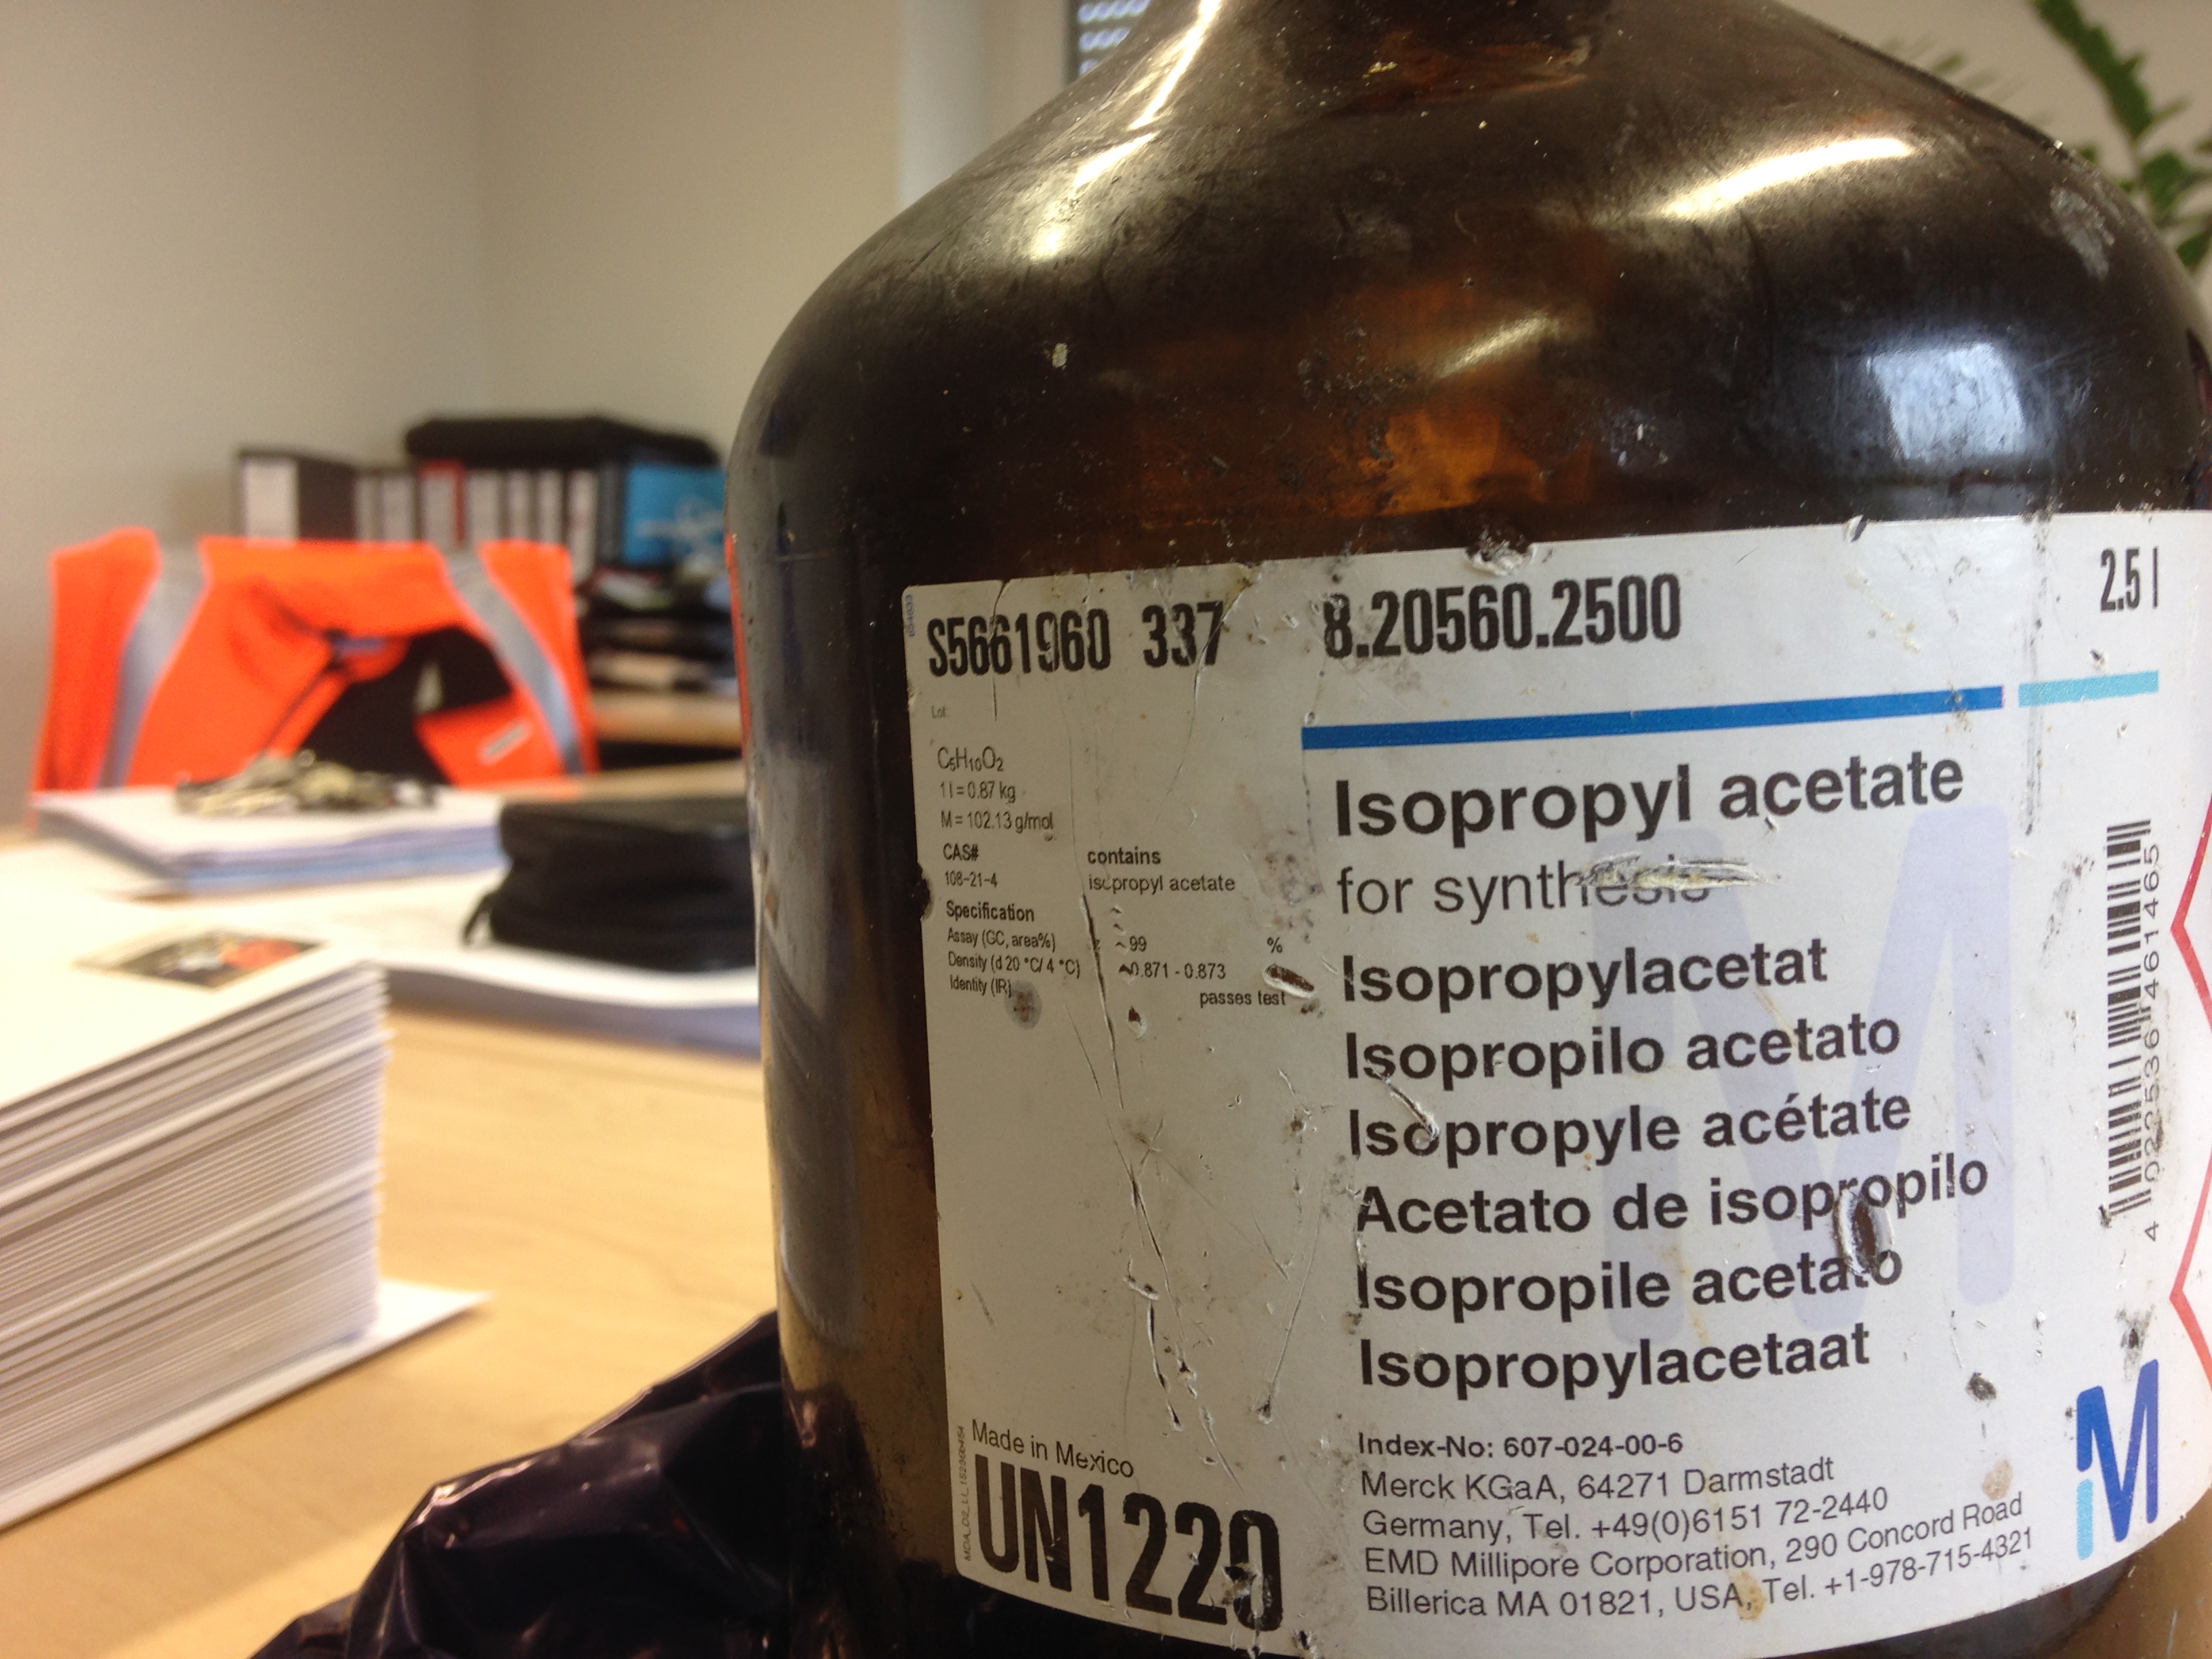 S5661960 337 8.20560.2500 2.5 l
Lot:
C5H10O2
1 l = 0.87 kg
M = 102.13 g/mol
CAS#
108-21-4
contains
isopropyl acetate
Specification
Assay (GC, area%) 99 %
Density (d 20 °C/ 4 °C) 0.871 - 0.873
Identity (IR) passes test
Made in Mexico
UN1220
Isopropyl acetate
for synthesis
Isopropylacetat
Isopropilo acetato
Isopropyle acétate
Acetato de isopropilo
Isopropile acetato
Isopropylacetaat
Index-No: 607-024-00-6
Merck KGaA, 64271 Darmstadt
Germany, Tel. +49(0)6151 72-2440
EMD Millipore Corporation, 290 Concord Road
Billerica MA 01821, USA, Tel. +1-978-715-4321
4 022536 461465
M